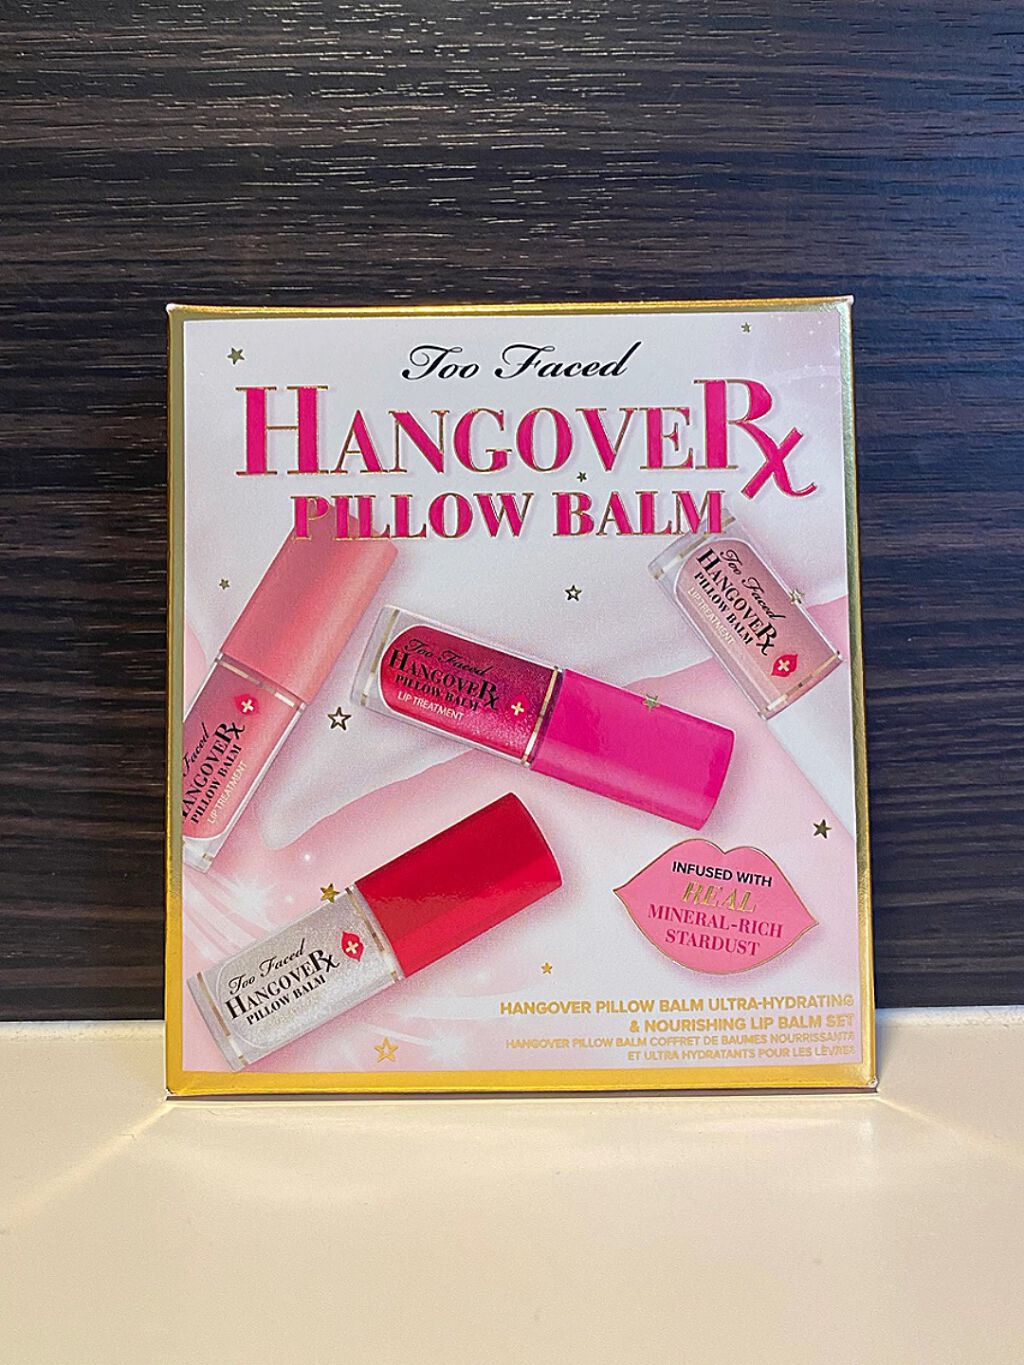 Too Faced
HANGOVERx
PILLOW BALM
Too Faced
HANGOVERx
PILLOW BALM
LIP TREATMENT
Too Faced
HANGOVERx
PILLOW BALM
LIP TREATMENT
Faced
HANGOVERx
PILLOW BALM
LIP TREATMENT
INFUSED WITH
REAL
MINERAL-RICH
STARDUST
Too Faced
HANGOVERx
PILLOW BALM
HANGOVER PILLOW BALM ULTRA-HYDRATING
& NOURISHING LIP BALM SET
HANGOVER PILLOW BALM COFFRET DE BAUMES NOURRISSANTS
ET ULTRA HYDRATANTS POUR LES LÈVRES